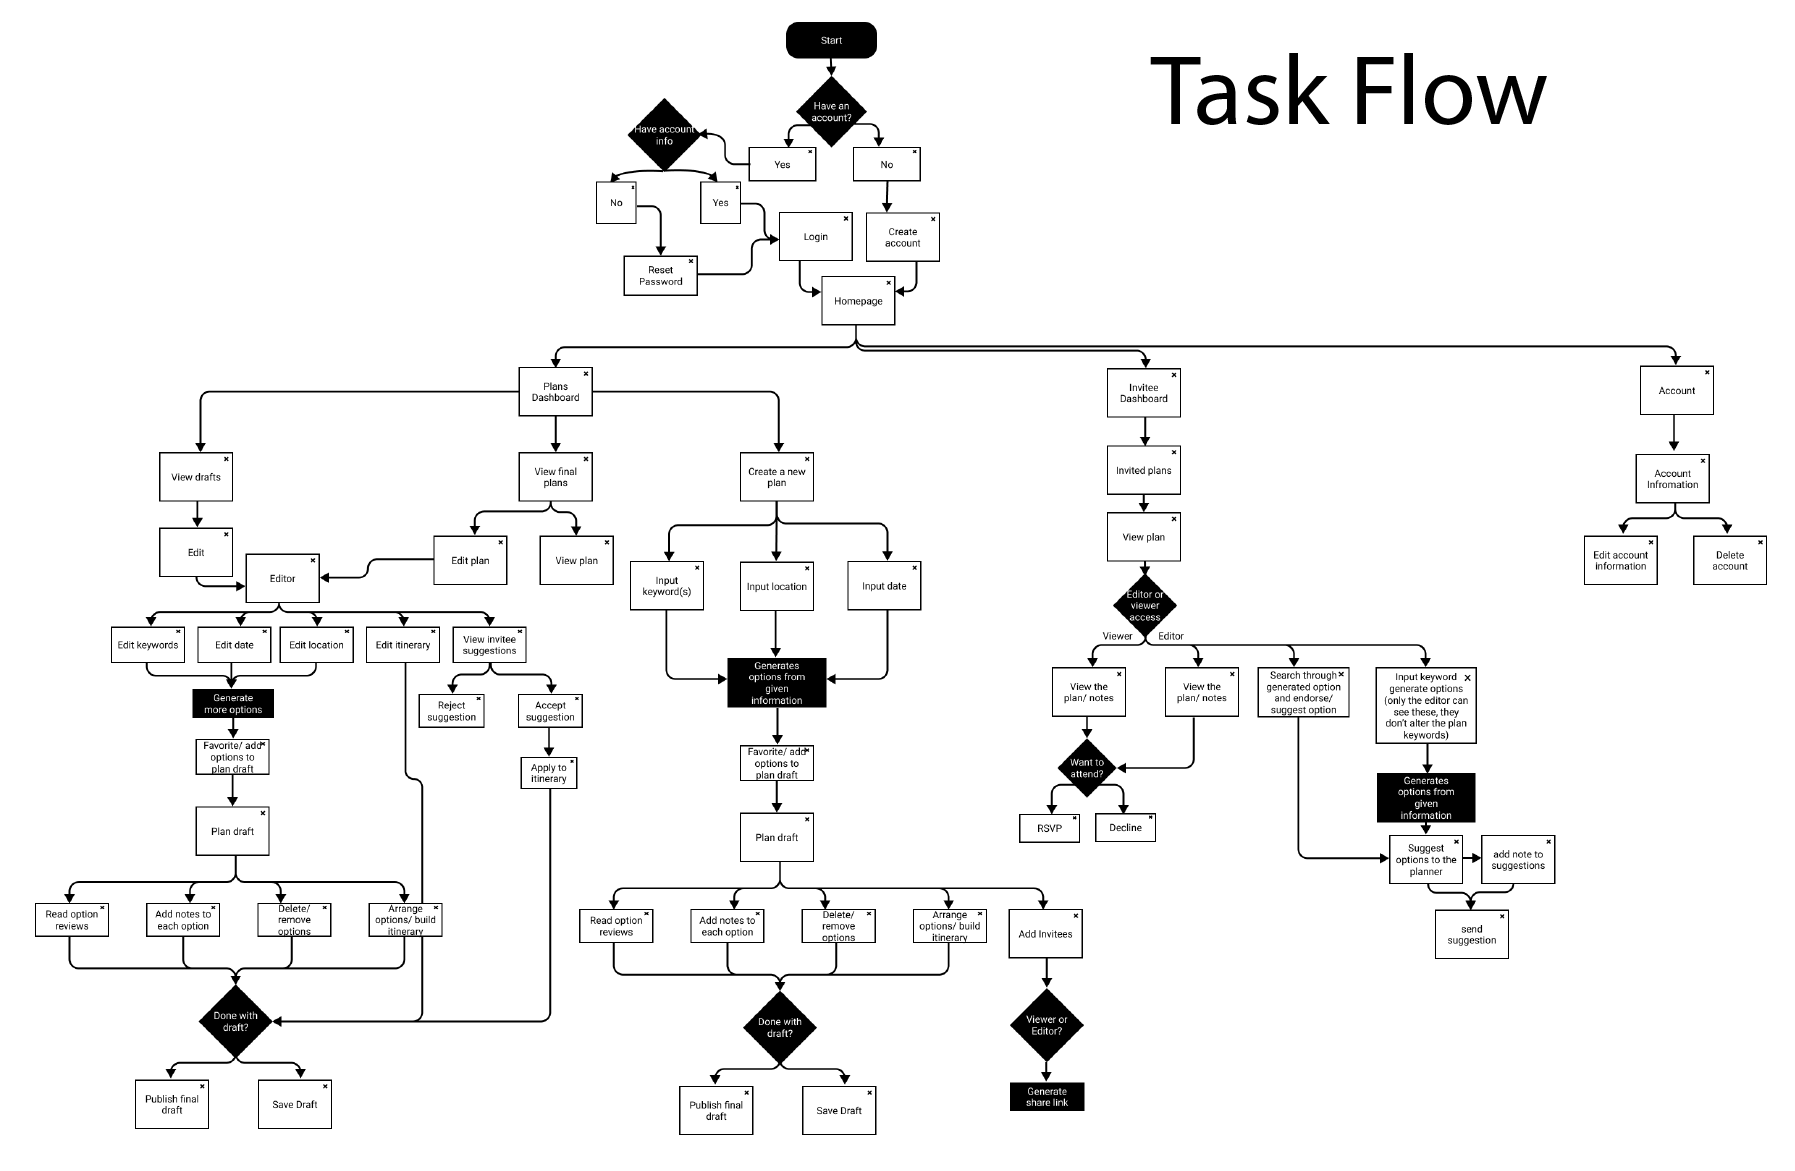 Start
Task Flow
Have an
account?
Have account
info
Yes
No
No
Yes
Login
Create
account
Reset
Password
Homepage
Plans
Dashboard
Invitee
Dashboard
Account
View drafts
View final
plans
Create a new
plan
Invited plans
Account
Infromation
Edit
Editor
Edit plan
View plan
Input
keyword(s)
Input location
Input date
View plan
Edit account
information
Delete
account
Editor or
viewer
access
Viewer
Editor
Edit keywords
Edit date
Edit location
Edit itinerary
View invitee
suggestions
Generate
more options
Reject
suggestion
Accept
suggestion
Generates
options from
given
information
View the
plan/ notes
View the
plan/ notes
Search through
generated option
and endorse/
suggest option
Input keyword
generate options
(only the editor can
see these, they
don't alter the plan
keywords)
Favorite/ add
options to
plan draft
Apply to
itinerary
Favorite/ add
options to
plan draft
Want to
attend?
Generates
options from
given
information
Plan draft
Plan draft
RSVP
Decline
Suggest
options to the
planner
add note to
suggestions
Read option
reviews
Add notes to
each option
Delete/
remove
options
Arrange
options/ build
itinerary
Read option
reviews
Add notes to
each option
Delete/
remove
options
Arrange
options/ build
itinerary
Add Invitees
send
suggestion
Done with
draft?
Done with
draft?
Viewer or
Editor?
Publish final
draft
Save Draft
Publish final
draft
Save Draft
Generate
share link